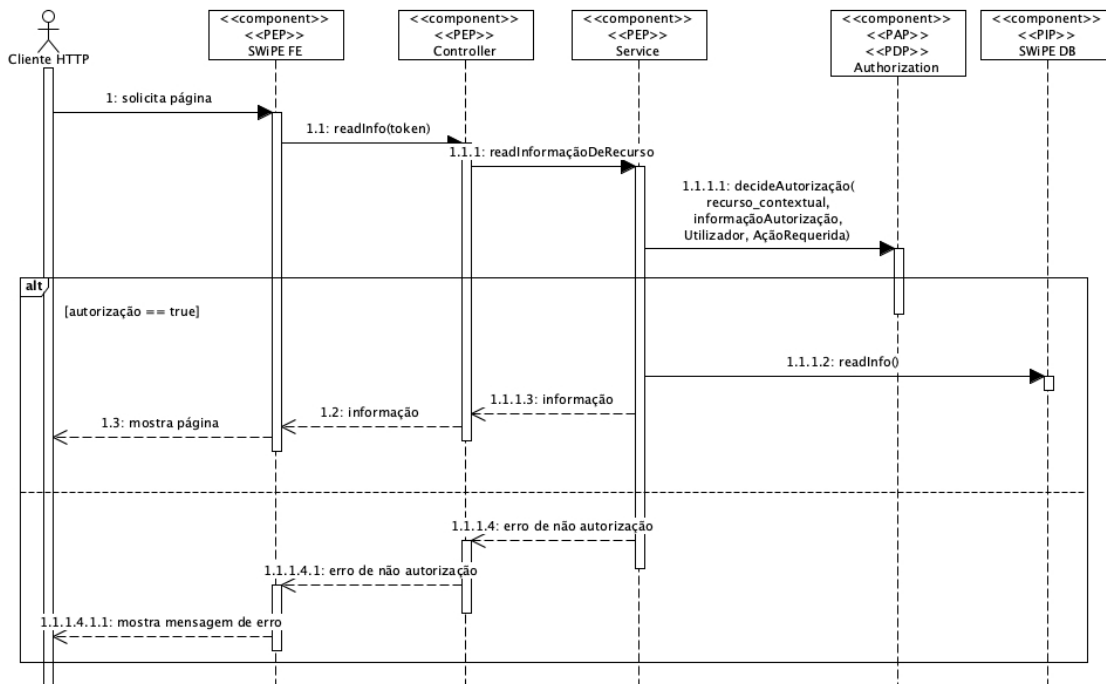 <<component>>
<<PEP>>
SWiPE FE
<<component>>
<<PEP>>
Controller
<<component>>
<<PEP>>
Service
<<component>>
<<PAP>>
<<PDP>>
Authorization
<<component>>
<<PIP>>
SWiPE DB
Cliente HTTP
1: solicita página
1.1: readInfo(token)
1.1.1: readInformaçãoDeRecurso
1.1.1.1: decideAutorização(
recurso_contextual,
informaçãoAutorização,
Utilizador, AçãoRequerida)
alt
[autorização == true]
1.1.1.2: readInfo()
1.1.1.3: informação
1.2: informação
1.3: mostra página
1.1.1.4: erro de não autorização
1.1.1.4.1: erro de não autorização
1.1.1.4.1.1: mostra mensagem de erro